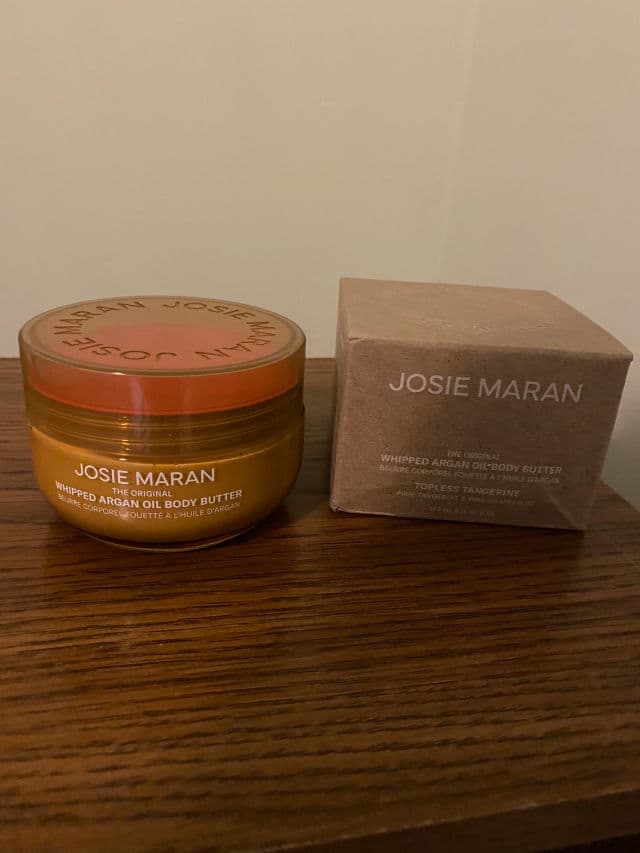 JOSIE MARAN JOSIE MARAN
JOSIE MARAN
THE ORIGINAL
WHIPPED ARGAN OIL BODY BUTTER
BEURRE CORPOREL FOUETTÉ À L'HUILE D'ARGAN
JOSIE MARAN
THE ORIGINAL
WHIPPED ARGAN OIL BODY BUTTER
BEURRE CORPOREL FOUETTÉ À L'HUILE D'ARGAN
TOPLESS TANGERINE